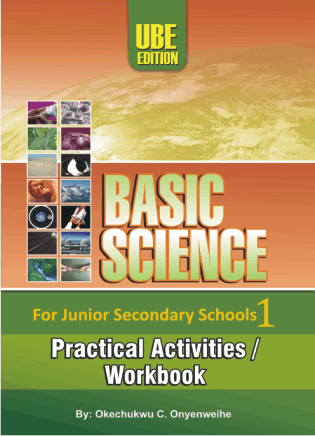 UBE
EDITION
BASIC
SCIENCE
For Junior Secondary Schools 1
Practical Activities /
Workbook
By: Okechukwu C. Onyenweihe